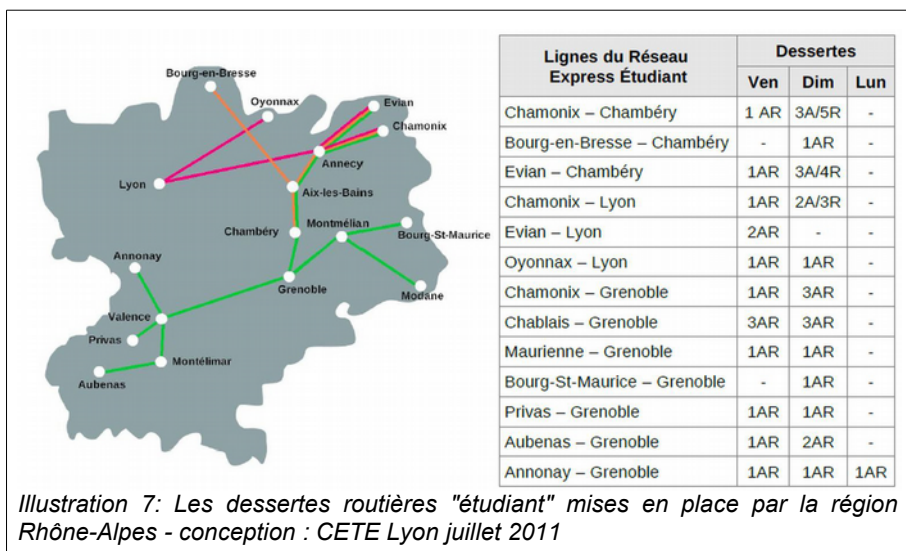 Bourg-en-Bresse
Oyonnax
Evian
Chamonix
Annecy
Lyon
Aix-les-Bains
Chambéry
Montmélian
Bourg-St-Maurice
Annonay
Grenoble
Modane
Valence
Privas
Montélimar
Aubenas
Lignes du Réseau Express Étudiant Dessertes
Ven Dim Lun
Chamonix – Chambéry 1 AR 3A/5R -
Bourg-en-Bresse – Chambéry - 1AR -
Evian – Chambéry 1AR 3A/4R -
Chamonix – Lyon 1AR 2A/3R -
Evian – Lyon 2AR - -
Oyonnax – Lyon 1AR 1AR -
Chamonix – Grenoble 1AR 3AR -
Chablais – Grenoble 3AR 3AR -
Maurienne – Grenoble 1AR 1AR -
Bourg-St-Maurice – Grenoble - 1AR -
Privas – Grenoble 1AR 1AR -
Aubenas – Grenoble 1AR 2AR -
Annonay – Grenoble 1AR 1AR 1AR
Illustration 7: Les dessertes routières "étudiant" mises en place par la région
Rhône-Alpes - conception : CETE Lyon juillet 2011